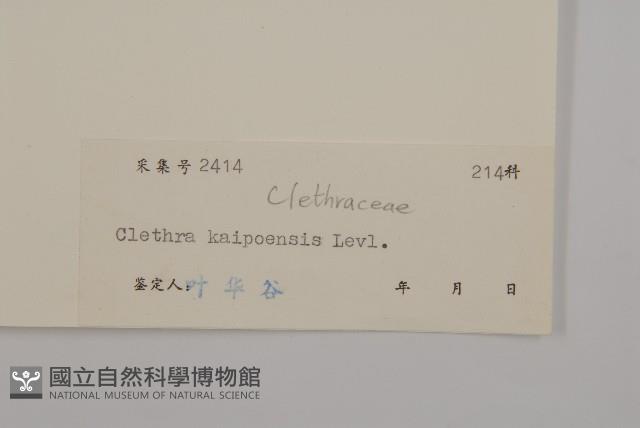 采集号 2414 214科
Clethraceae
Clethra kaipoensis Levl.
鉴定人: 叶华谷 年 月 日
國立自然科學博物館
NATIONAL MUSEUM OF NATURAL SCIENCE